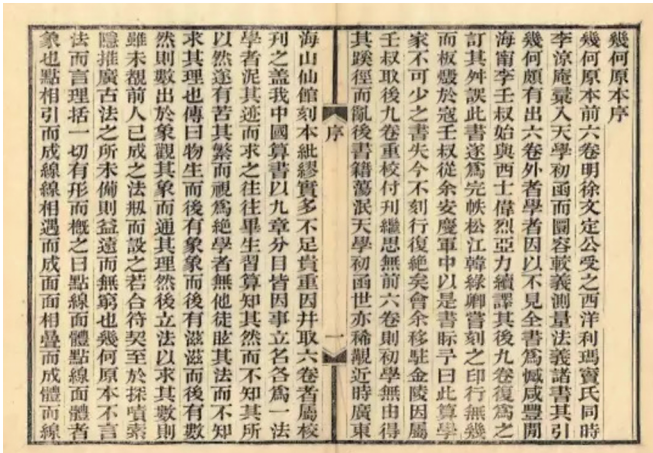 幾何原本序
幾何原本前六卷明徐文定公受之西洋利瑪竇氏同時
李涼庵彙入天學初函而圜容較義測量法義諸書其引
幾何頗有出六卷外者學者因以不見全書爲憾咸豐閒
海甯李壬叔始與西士偉烈亞力續譯其後九卷復爲之
訂其舛誤此書遂爲完帙松江韓綠卿嘗刻之印行無幾
而板燬於寇壬叔從余安慶軍中以是書眎予曰此算學
家不可少之書失今不刻行復絶矣會余移駐金陵因屬
壬叔取後九卷重校付刊繼思無前六卷則初學無由得
其蹊徑而亂後書籍蕩泯天學初函世亦稀覯近時廣東
序
一
海山仙館刻本紕繆實多不足貴重因并取六卷者屬校
刊之蓋我中國算書以九章分目皆因事立名各爲一法
學者泥其迹而求之往往畢生習算知其然而不知其所
以然遂有苦其繁而視爲絶學者無他徒眩其法而不知
求其理也傳曰物生而後有象象而後有滋滋而後有數
然則數出於象觀其象而通其理然後立法以求其數則
雖未覩前人已成之法剏而設之若合符契至於探嘖索
隱推廣古法之所未備則益遠而無窮也幾何原本不言
法而言理括一切有形而概之曰點線面體點線面體者
象也點相引而成線線相遇而成面面相疊而成體而線